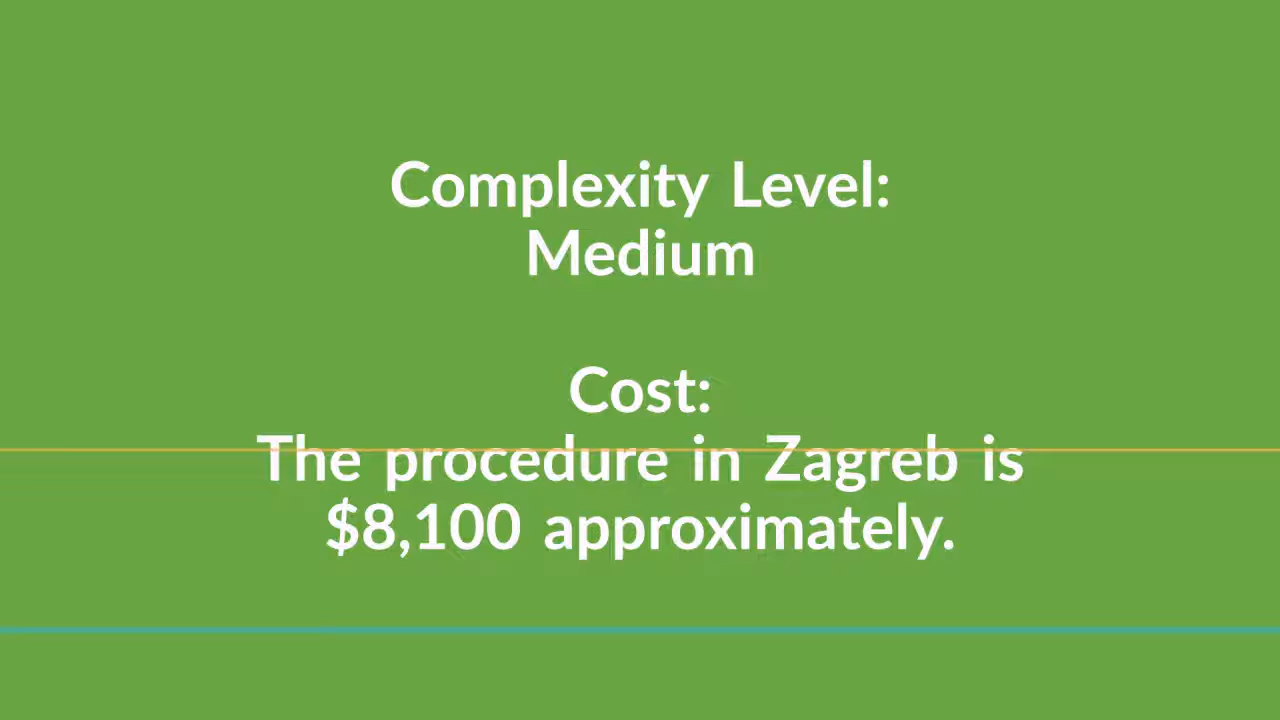 Complexity Level:
Medium
Cost:
The procedure in Zagreb is
$8,100 approximately.